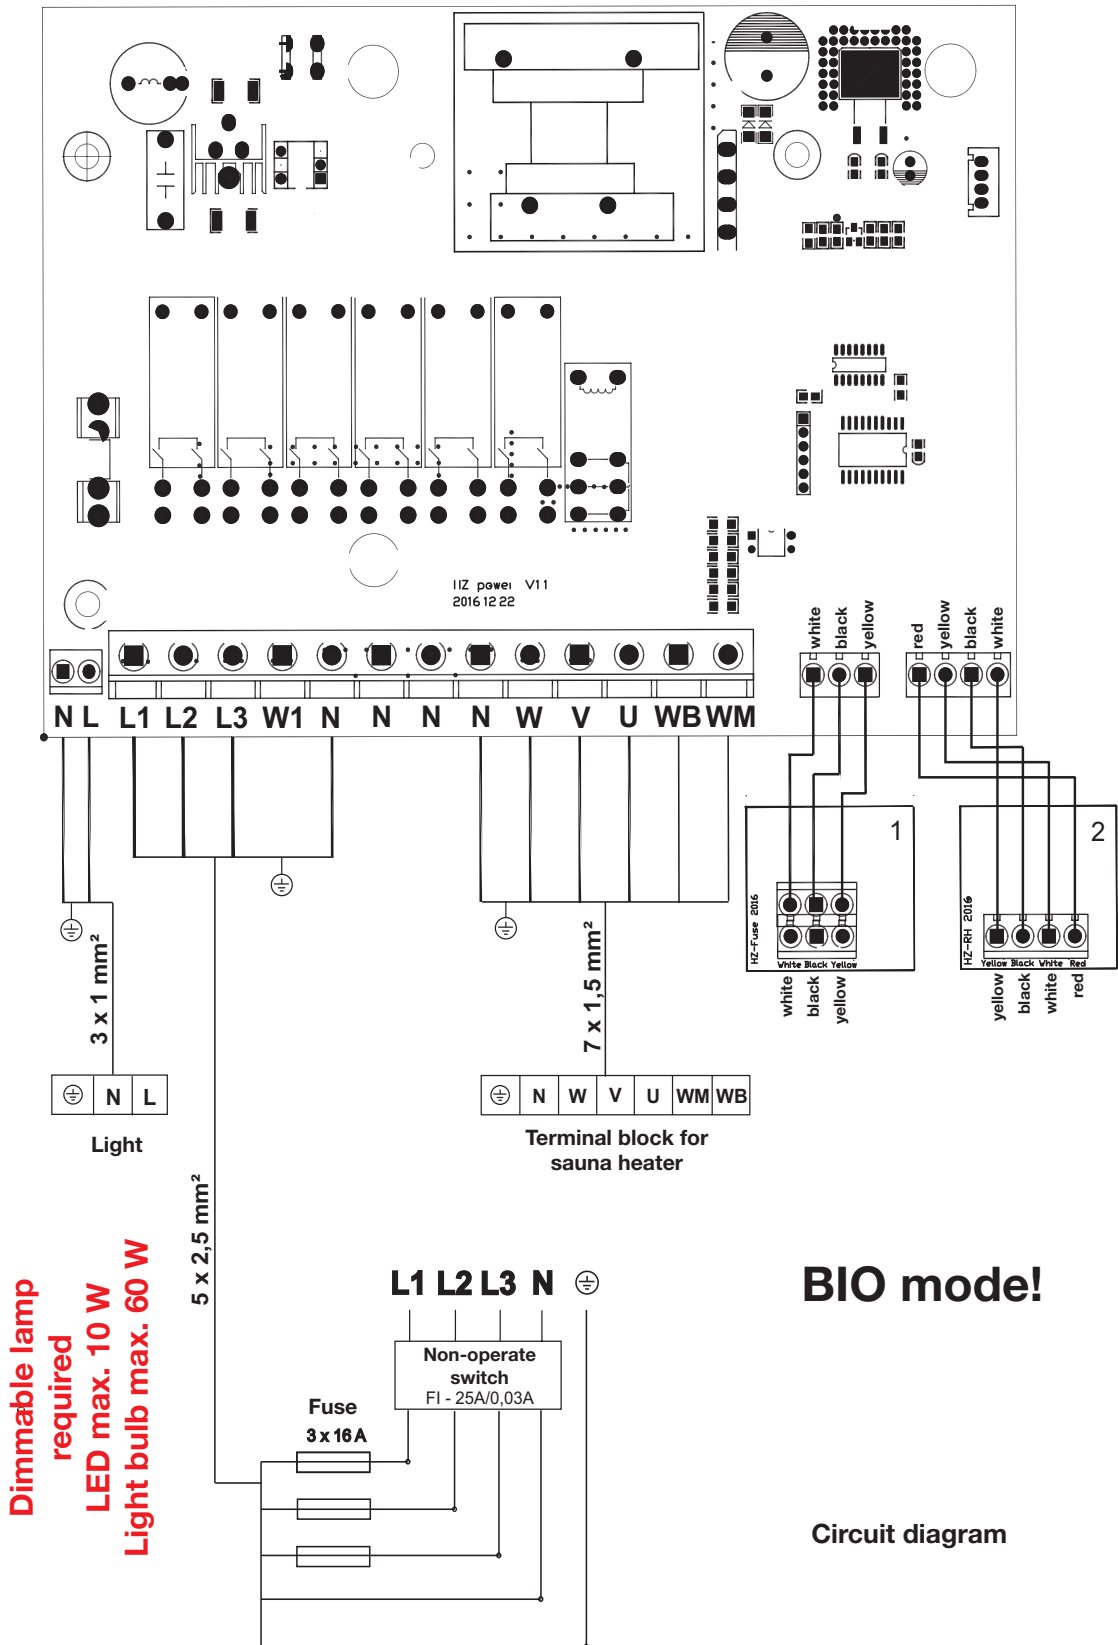 HZ power V11
2016 12 22
white
black
yellow
red
yellow
black
white
N L L1 L2 L3 W1 N N N N W V U WB WM
1
HZ-Fuse 2016
White Black Yellow
white
black
yellow
2
HZ-RH 2016
Yellow Black White Red
yellow
black
white
red
3 x 1 mm²
7 x 1,5 mm²
N L
Light
N W V U WM WB
Terminal block for
sauna heater
5 x 2,5 mm²
Dimmable lamp
required
LED max. 10 W
Light bulb max. 60 W
L1 L2 L3 N
Non-operate
switch
FI - 25A/0,03A
Fuse
3 x 16 A
BIO mode!
Circuit diagram